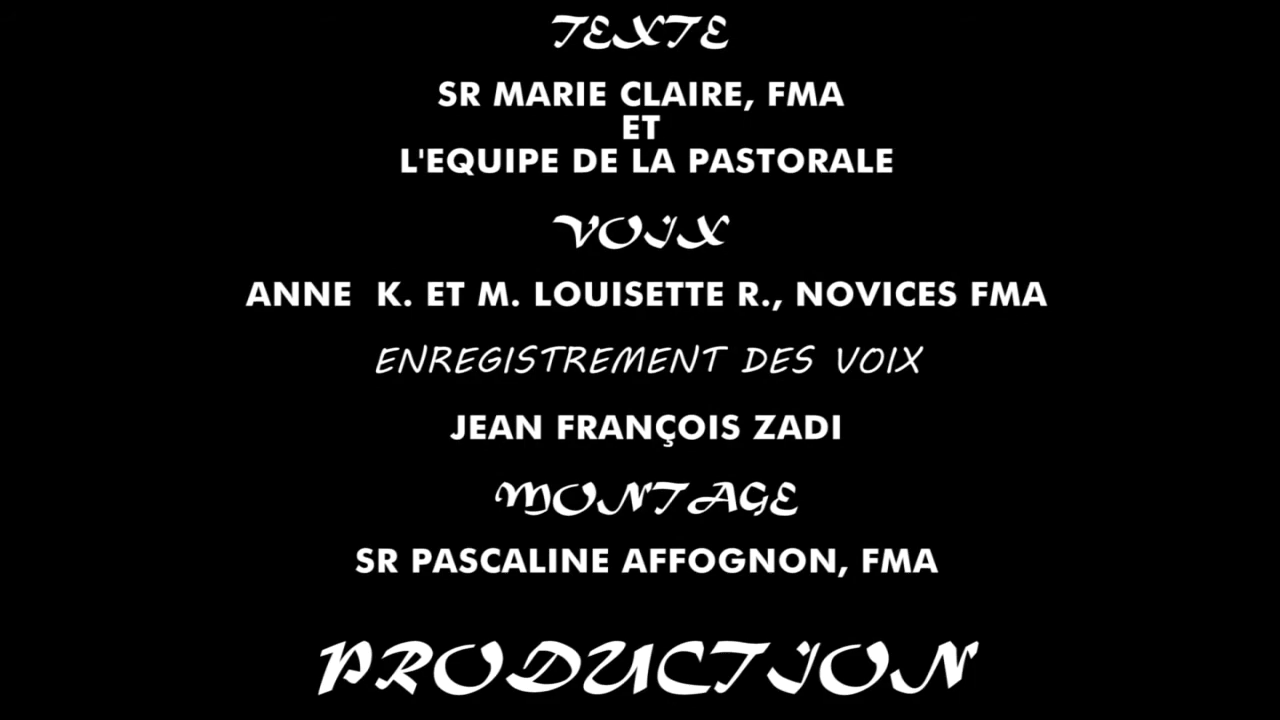 TEXTE
SR MARIE CLAIRE, FMA
ET
L'EQUIPE DE LA PASTORALE
VOIX
ANNE K. ET M. LOUISETTE R., NOVICES FMA
ENREGISTREMENT DES VOIX
JEAN FRANÇOIS ZADI
MONTAGE
SR PASCALINE AFFOGNON, FMA
PRODUCTION